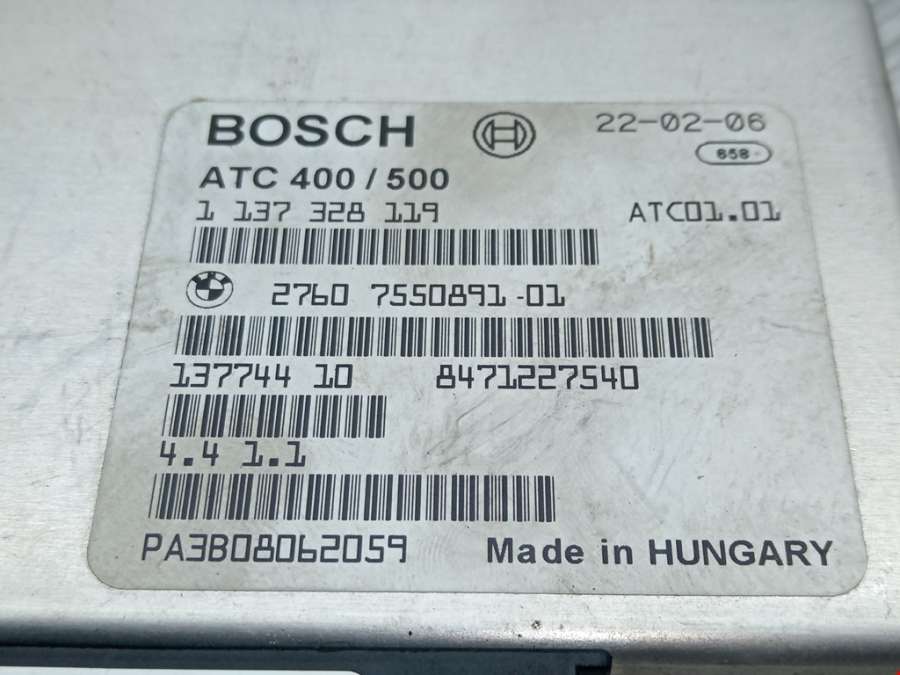 BOSCH 22-02-06
858
ATC 400 / 500
1 137 328 119 ATC01.01
2760 7550891-01
137744 10 8471227540
4.4 1.1
PA3B08062059 Made in HUNGARY